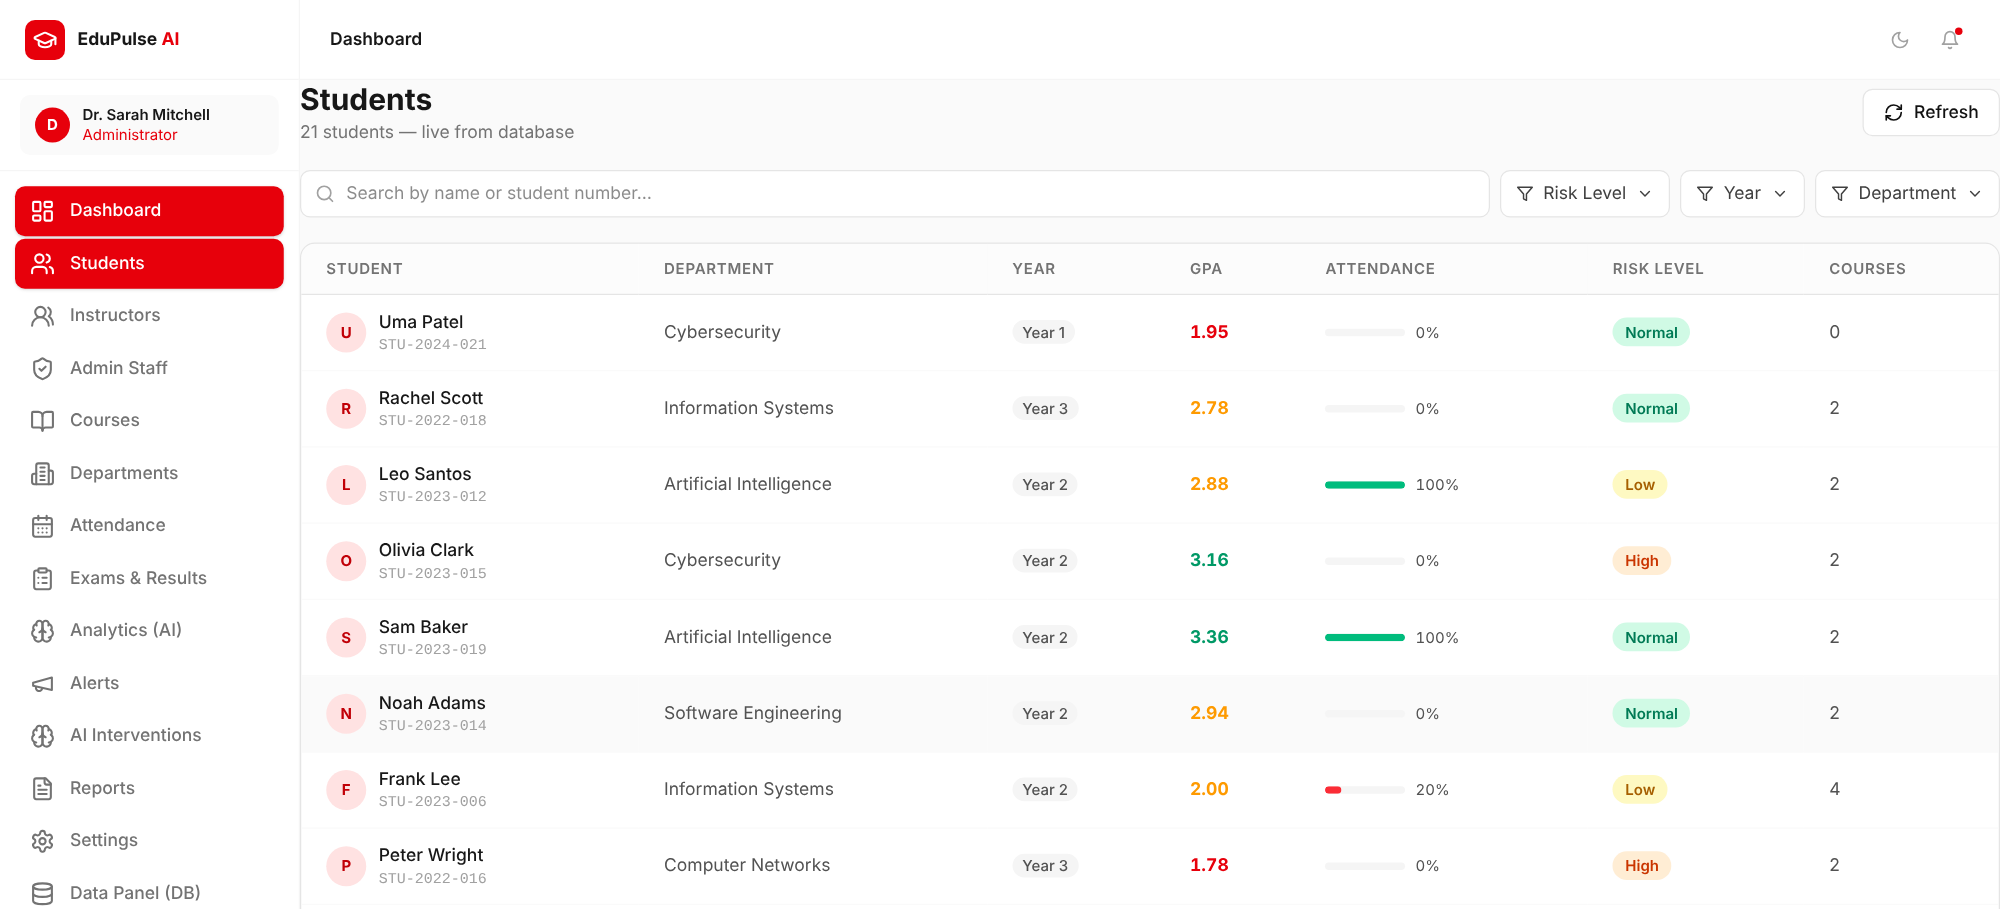 EduPulse AI
Dashboard
D
Dr. Sarah Mitchell
Administrator
Dashboard
Students
Instructors
Admin Staff
Courses
Departments
Attendance
Exams & Results
Analytics (AI)
Alerts
AI Interventions
Reports
Settings
Data Panel (DB)
Students
21 students — live from database
Refresh
Search by name or student number...
Risk Level
Year
Department
STUDENT DEPARTMENT YEAR GPA ATTENDANCE RISK LEVEL COURSES
U Uma Patel
STU-2024-021
Cybersecurity Year 1 1.95 0% Normal 0
R Rachel Scott
STU-2022-018
Information Systems Year 3 2.78 0% Normal 2
L Leo Santos
STU-2023-012
Artificial Intelligence Year 2 2.88 100% Low 2
O Olivia Clark
STU-2023-015
Cybersecurity Year 2 3.16 0% High 2
S Sam Baker
STU-2023-019
Artificial Intelligence Year 2 3.36 100% Normal 2
N Noah Adams
STU-2023-014
Software Engineering Year 2 2.94 0% Normal 2
F Frank Lee
STU-2023-006
Information Systems Year 2 2.00 20% Low 4
P Peter Wright
STU-2022-016
Computer Networks Year 3 1.78 0% High 2